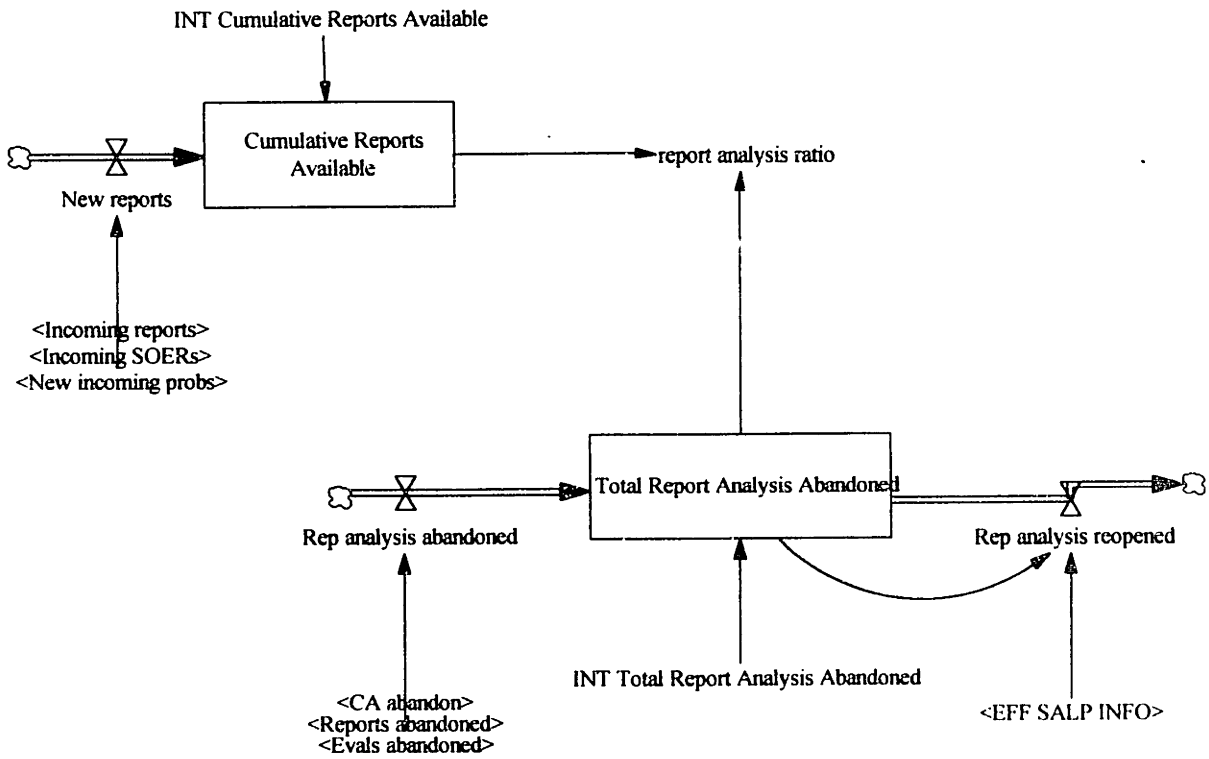 INT Cumulative Reports Available
Cumulative Reports
Available
report analysis ratio
New reports
<Incoming reports>
<Incoming SOERs>
<New incoming probs>
Total Report Analysis Abandoned
Rep analysis abandoned
Rep analysis reopened
INT Total Report Analysis Abandoned
<CA abandon>
<Reports abandoned>
<Evals abandoned>
<EFF SALP INFO>